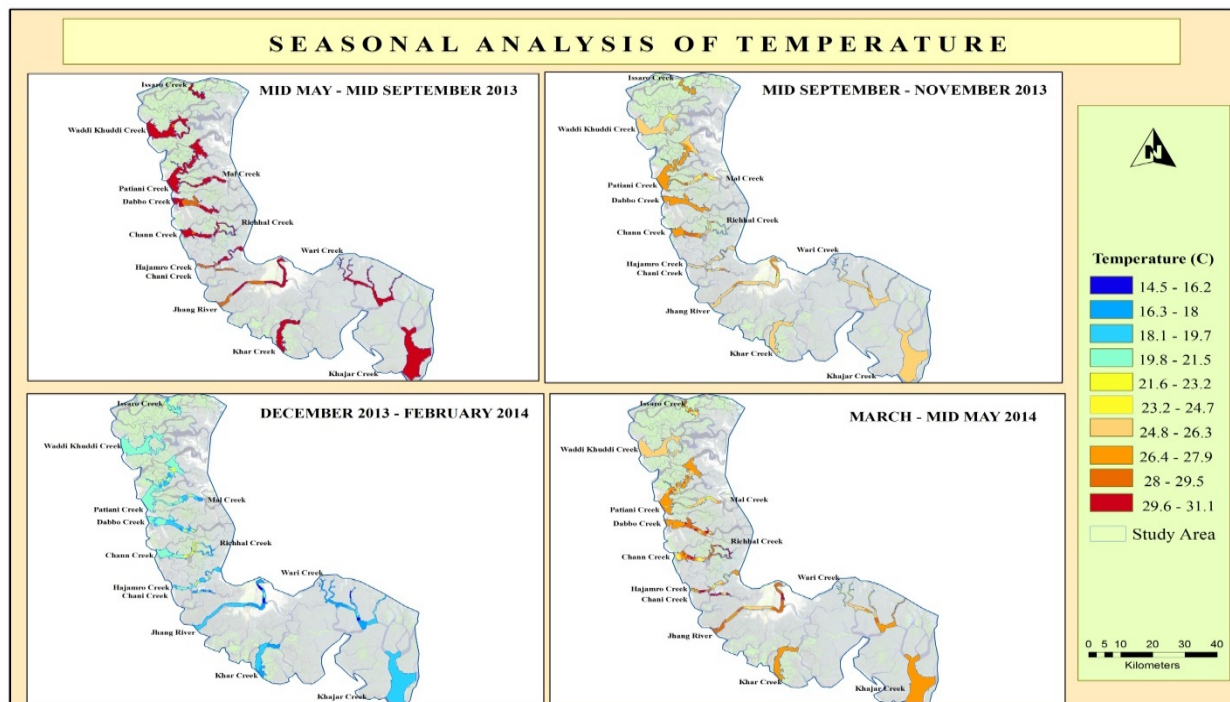 SEASONAL ANALYSIS OF TEMPERATURE
MID MAY - MID SEPTEMBER 2013
Issaro Creek
Waddi Khuddi Creek
Mal Creek
Patiani Creek
Dabbo Creek
Richhal Creek
Chann Creek
Wari Creek
Hajamro Creek
Chani Creek
Jhang River
Khar Creek
Khajar Creek
MID SEPTEMBER - NOVEMBER 2013
Issaro Creek
Waddi Khuddi Creek
Mal Creek
Patiani Creek
Dabbo Creek
Richhal Creek
Chann Creek
Wari Creek
Hajamro Creek
Chani Creek
Jhang River
Khar Creek
Khajar Creek
DECEMBER 2013 - FEBRUARY 2014
Issaro Creek
Waddi Khuddi Creek
Mal Creek
Patiani Creek
Dabbo Creek
Richhal Creek
Chann Creek
Wari Creek
Hajamro Creek
Chani Creek
Jhang River
Khar Creek
Khajar Creek
MARCH - MID MAY 2014
Issaro Creek
Waddi Khuddi Creek
Mal Creek
Patiani Creek
Dabbo Creek
Richhal Creek
Chann Creek
Wari Creek
Hajamro Creek
Chani Creek
Jhang River
Khar Creek
Khajar Creek
N
Temperature (C)
14.5 - 16.2
16.3 - 18
18.1 - 19.7
19.8 - 21.5
21.6 - 23.2
23.2 - 24.7
24.8 - 26.3
26.4 - 27.9
28 - 29.5
29.6 - 31.1
Study Area
0 5 10 20 30 40
Kilometers